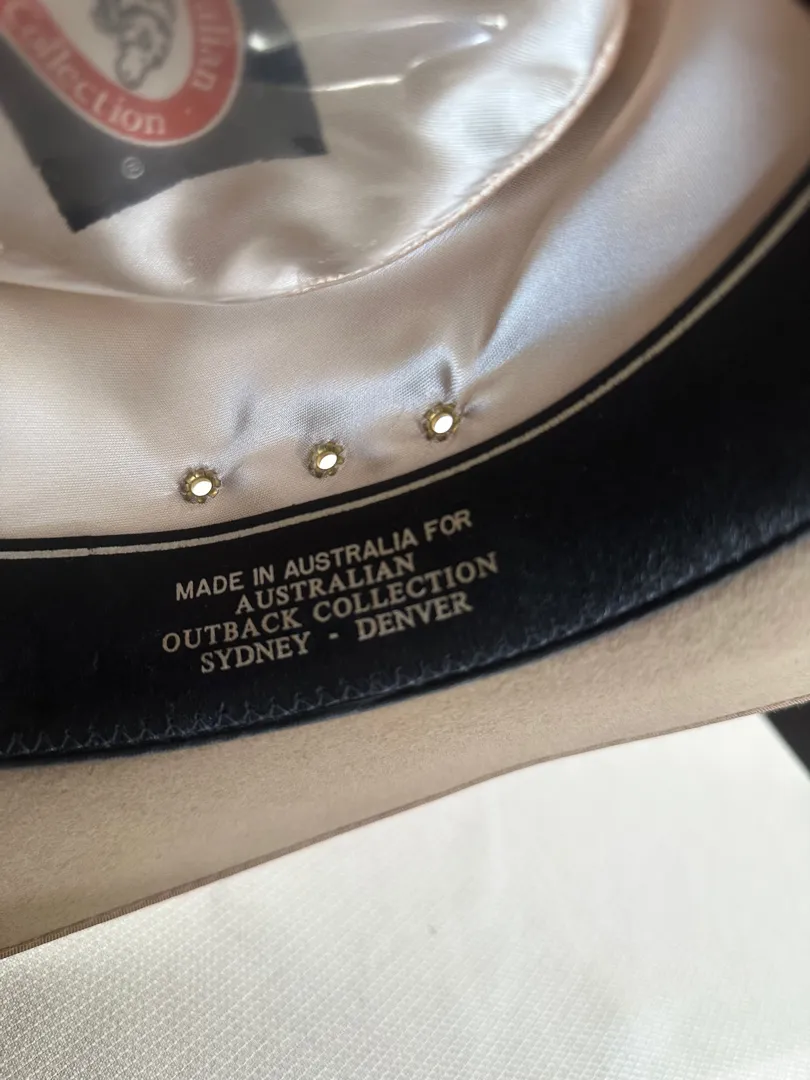 Collection
®
MADE IN AUSTRALIA FOR
AUSTRALIAN
OUTBACK COLLECTION
SYDNEY - DENVER